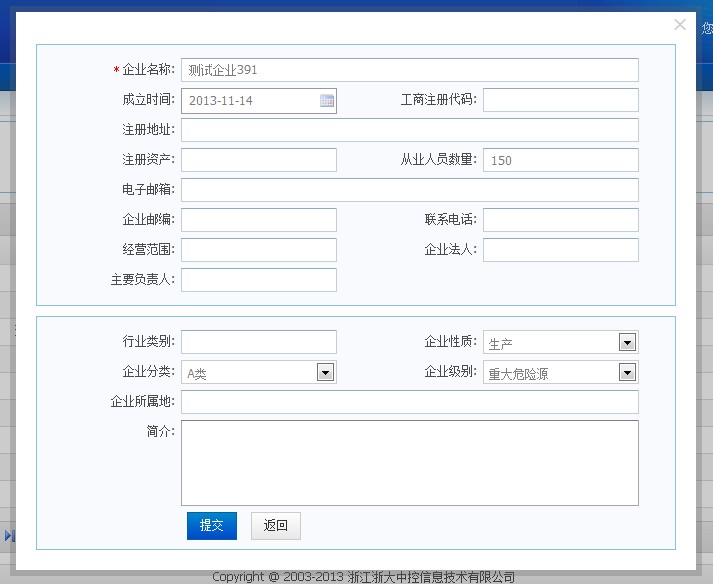 您
*企业名称: 测试企业391
成立时间: 2013-11-14 工商注册代码:
注册地址:
注册资产: 从业人员数量: 150
电子邮箱:
企业邮编: 联系电话:
经营范围: 企业法人:
主要负责人:
行业类别: 企业性质: 生产
企业分类: A类 企业级别: 重大危险源
企业所属地:
简介:
提交 返回
Copyright @ 2003-2013 浙江浙大中控信息技术有限公司